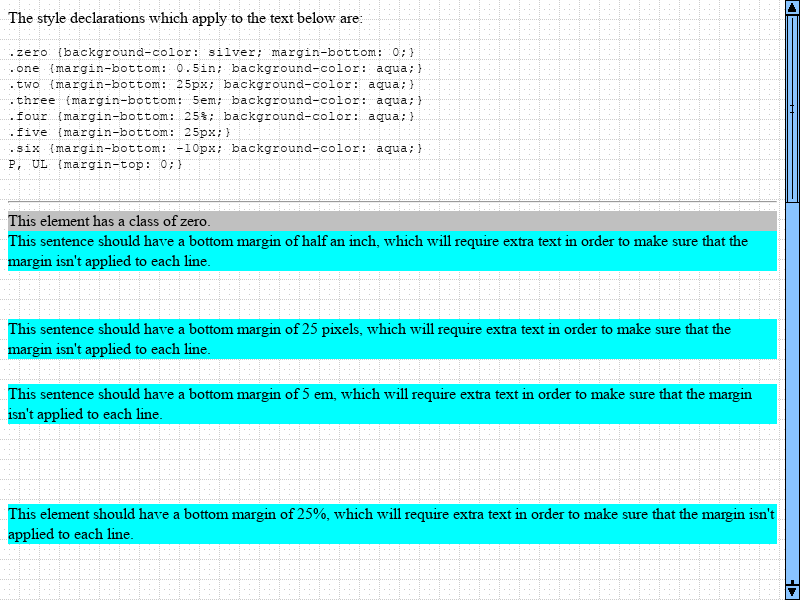 The style declarations which apply to the text below are:
.zero {background-color: silver; margin-bottom: 0;}
.one {margin-bottom: 0.5in; background-color: aqua;}
.two {margin-bottom: 25px; background-color: aqua;}
.three {margin-bottom: 5em; background-color: aqua;}
.four {margin-bottom: 25%; background-color: aqua;}
.five {margin-bottom: 25px;}
.six {margin-bottom: -10px; background-color: aqua;}
P, UL {margin-top: 0;}
This element has a class of zero.
This sentence should have a bottom margin of half an inch, which will require extra text in order to make sure that the
margin isn't applied to each line.
This sentence should have a bottom margin of 25 pixels, which will require extra text in order to make sure that the
margin isn't applied to each line.
This sentence should have a bottom margin of 5 em, which will require extra text in order to make sure that the margin
isn't applied to each line.
This element should have a bottom margin of 25%, which will require extra text in order to make sure that the margin isn't
applied to each line.